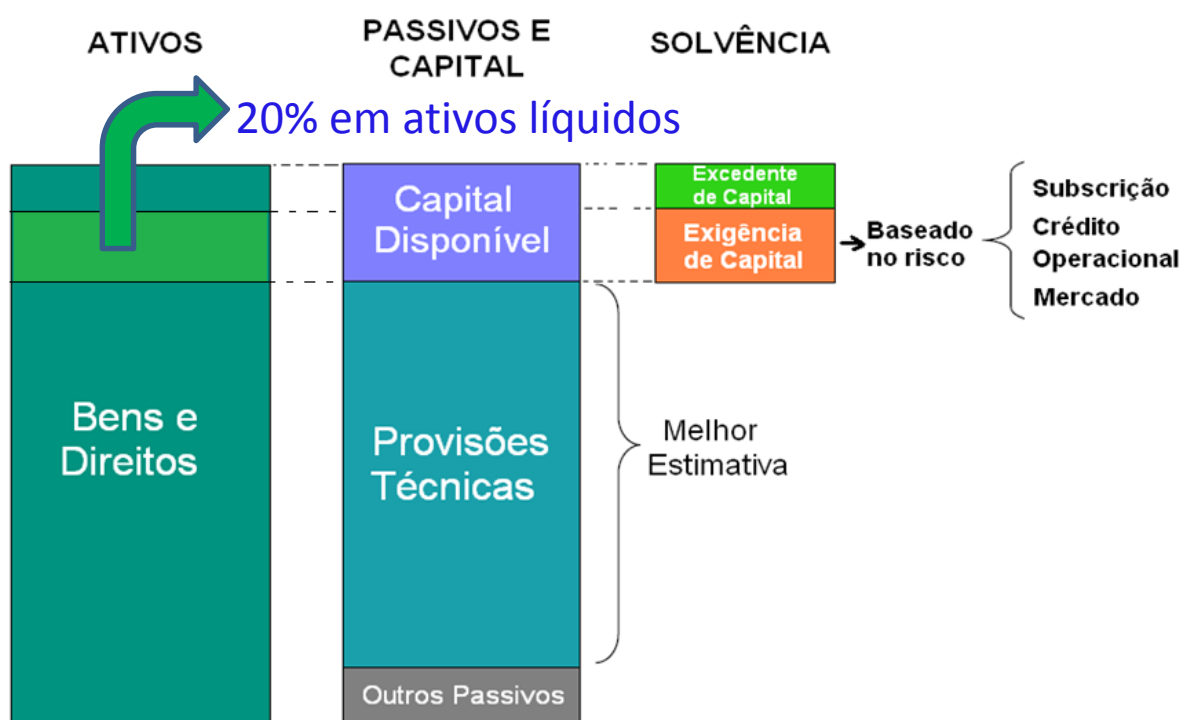 ATIVOS
PASSIVOS E
CAPITAL
SOLVÊNCIA
20% em ativos líquidos
Capital
Disponível
Excedente
de Capital
Exigência
de Capital
Baseado
no risco
Subscrição
Crédito
Operacional
Mercado
Bens e
Direitos
Provisões
Técnicas
Melhor
Estimativa
Outros Passivos